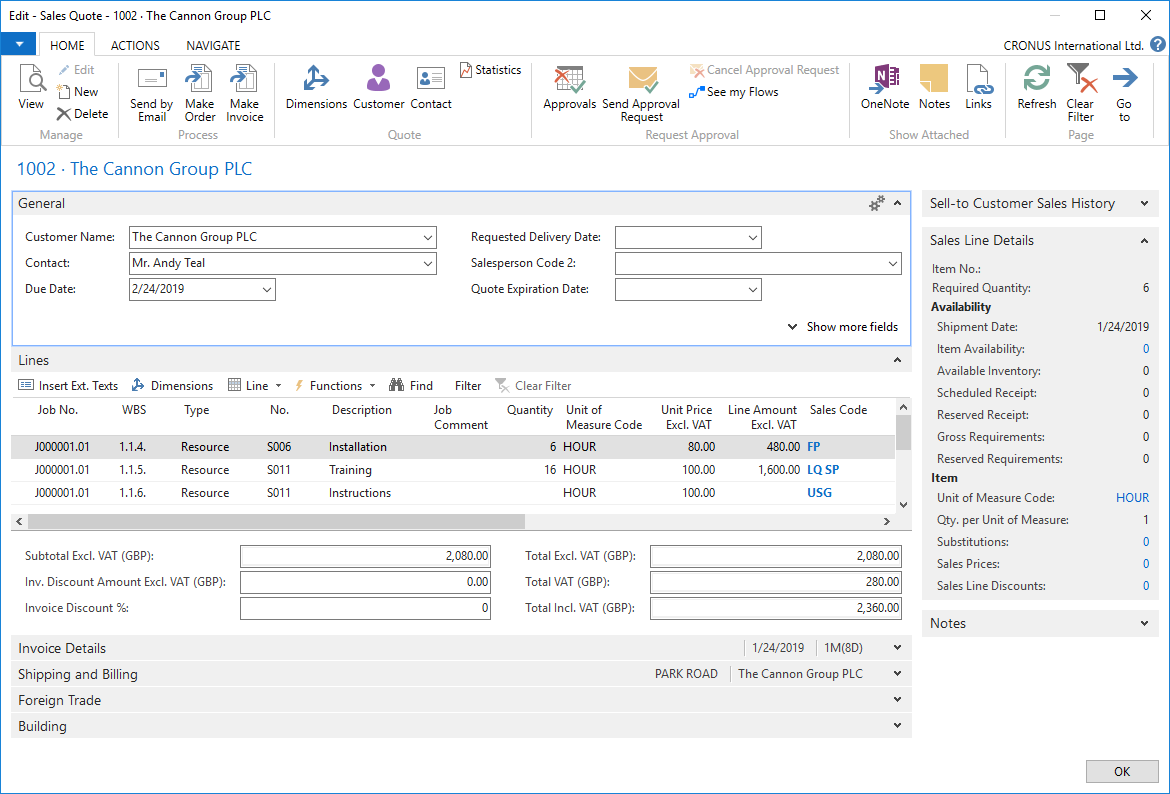 Edit - Sales Quote - 1002 · The Cannon Group PLC
HOME ACTIONS NAVIGATE CRONUS International Ltd. ?
View
Edit
New
Delete
Manage
Send by Email
Make Order
Make Invoice
Process
Dimensions
Customer
Contact
Statistics
Quote
Approvals
Send Approval Request
Cancel Approval Request
See my Flows
Request Approval
OneNote
Notes
Links
Show Attached
Refresh
Clear Filter
Go to
Page
1002 · The Cannon Group PLC
General
Customer Name: The Cannon Group PLC
Contact: Mr. Andy Teal
Due Date: 2/24/2019
Requested Delivery Date:
Salesperson Code 2:
Quote Expiration Date:
Show more fields
Lines
Insert Ext. Texts Dimensions Line Functions Find Filter Clear Filter
Job No. WBS Type No. Description Job Comment Quantity Unit of Measure Code Unit Price Excl. VAT Line Amount Excl. VAT Sales Code
J000001.01 1.1.4. Resource S006 Installation 6 HOUR 80.00 480.00 FP
J000001.01 1.1.5. Resource S011 Training 16 HOUR 100.00 1,600.00 LQ SP
J000001.01 1.1.6. Resource S011 Instructions HOUR 100.00 USG
Subtotal Excl. VAT (GBP): 2,080.00
Inv. Discount Amount Excl. VAT (GBP): 0.00
Invoice Discount %: 0
Total Excl. VAT (GBP): 2,080.00
Total VAT (GBP): 280.00
Total Incl. VAT (GBP): 2,360.00
Invoice Details 1/24/2019 1M(8D)
Shipping and Billing PARK ROAD The Cannon Group PLC
Foreign Trade
Building
Sell-to Customer Sales History
Sales Line Details
Item No.:
Required Quantity: 6
Availability
Shipment Date: 1/24/2019
Item Availability: 0
Available Inventory: 0
Scheduled Receipt: 0
Reserved Receipt: 0
Gross Requirements: 0
Reserved Requirements: 0
Item
Unit of Measure Code: HOUR
Qty. per Unit of Measure: 1
Substitutions: 0
Sales Prices: 0
Sales Line Discounts: 0
Notes
OK